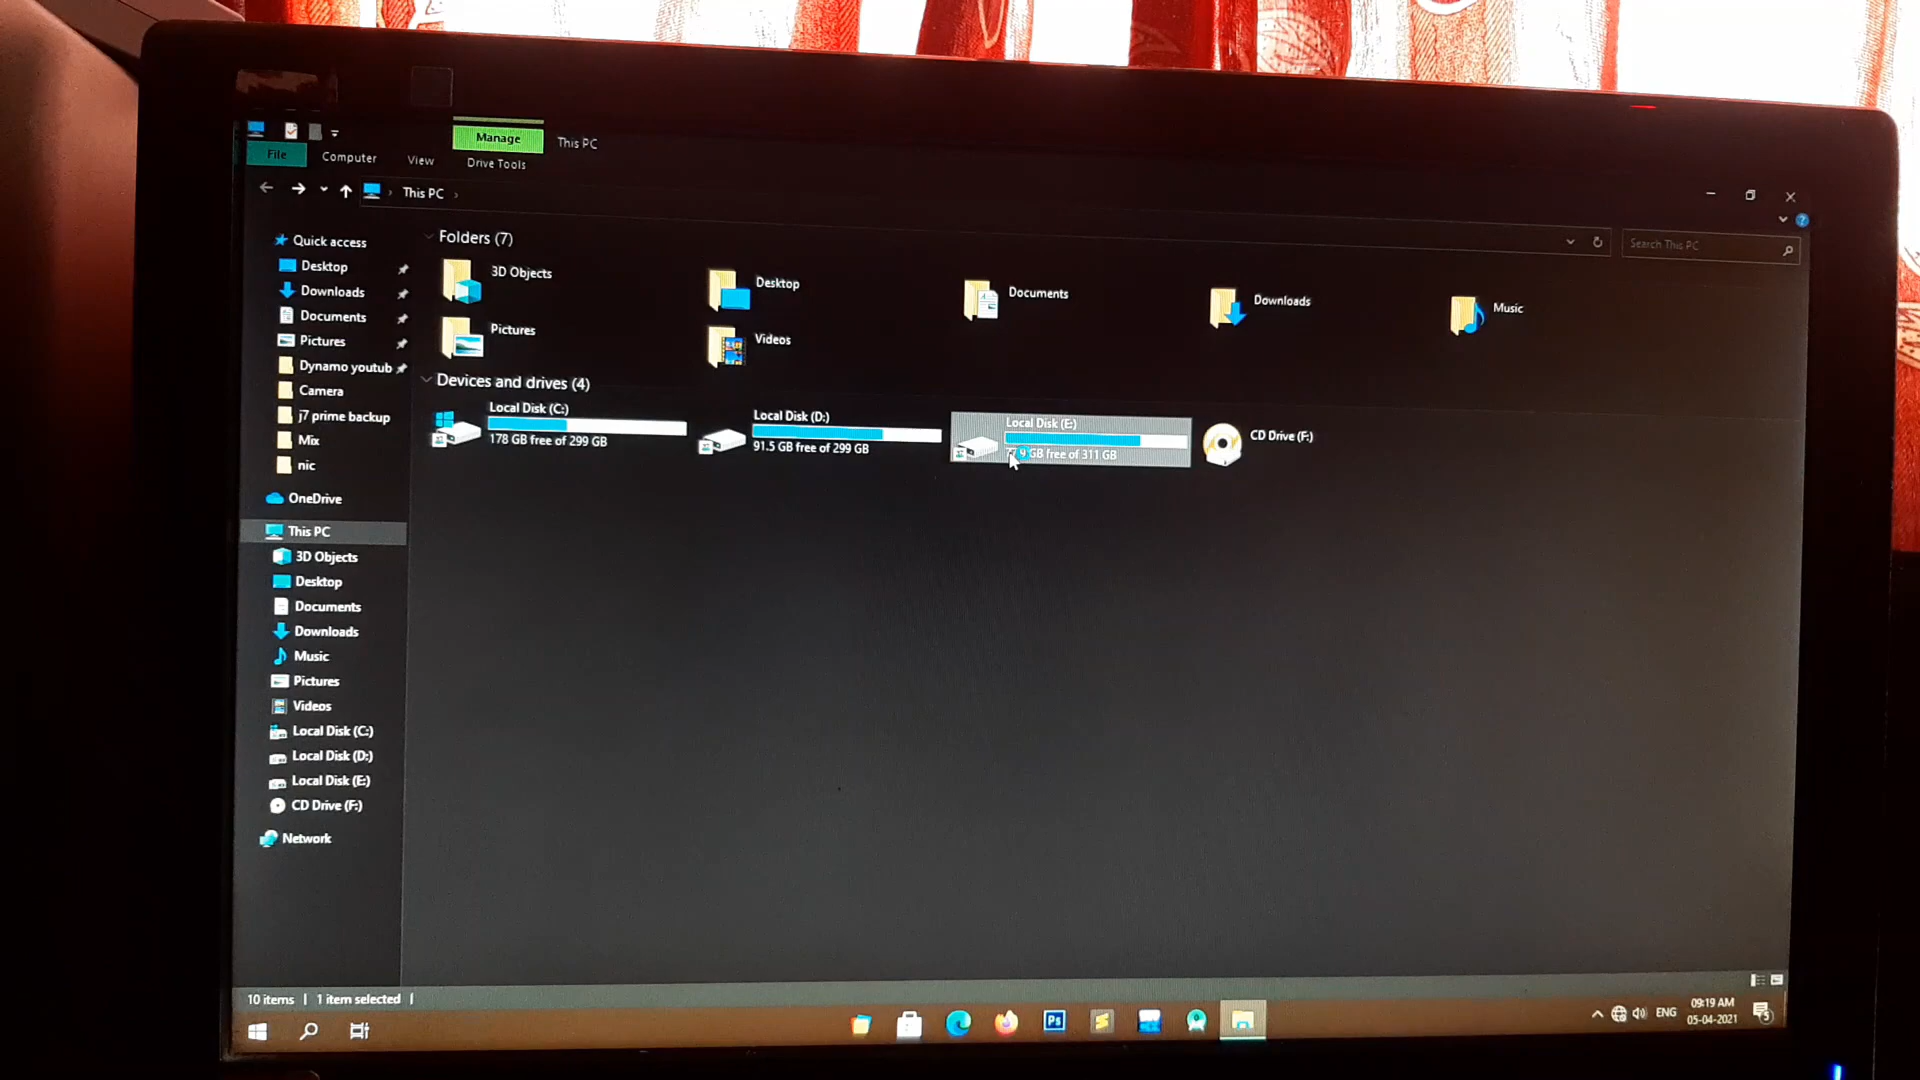 Manage
This PC
File
Computer
View
Drive Tools
This PC
Search This PC
Quick access
Desktop
Downloads
Documents
Pictures
Dynamo youtub
Camera
j7 prime backup
Mix
nic
OneDrive
This PC
3D Objects
Desktop
Documents
Downloads
Music
Pictures
Videos
Local Disk (C:)
Local Disk (D:)
Local Disk (E:)
CD Drive (F:)
Network
Folders (7)
3D Objects
Desktop
Documents
Downloads
Music
Pictures
Videos
Devices and drives (4)
Local Disk (C:)
178 GB free of 299 GB
Local Disk (D:)
91.5 GB free of 299 GB
Local Disk (E:)
GB free of 311 GB
CD Drive (F:)
10 items
1 item selected
Ps
ENG
09:19 AM
05-04-2021
5